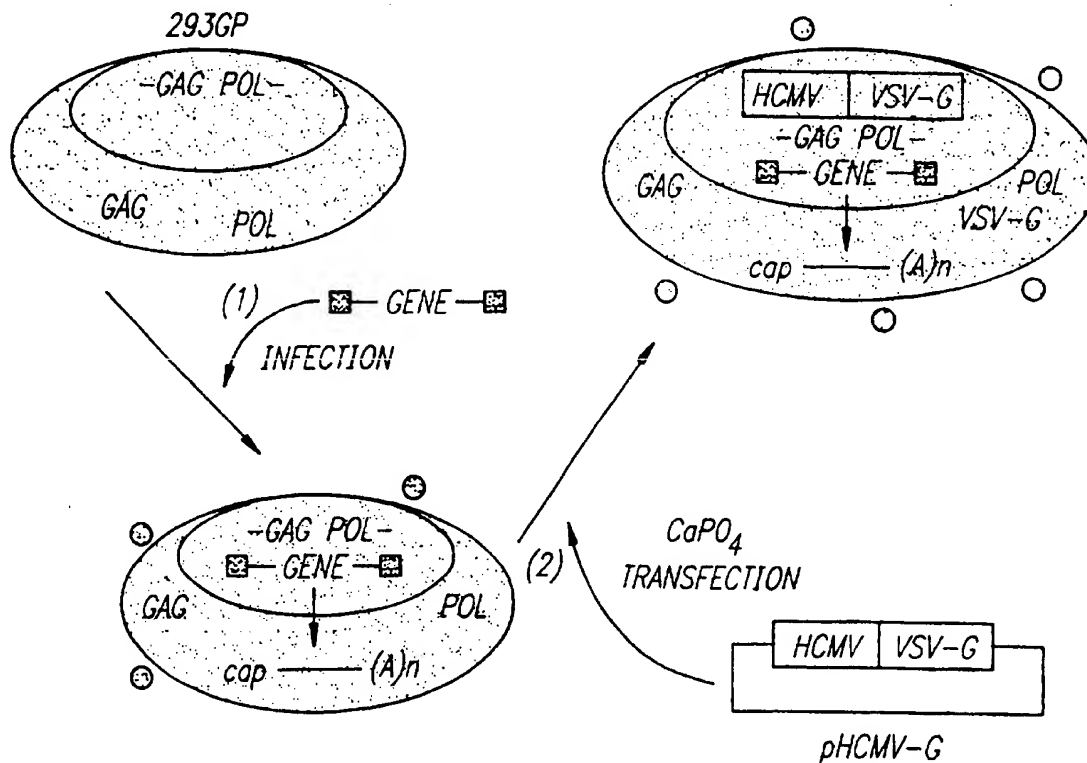 293GP
-GAG POL-
GAG
POL
(1)
GENE
INFECTION
-GAG POL-
GENE
GAG
POL
cap (A)n
(2)
CaPO4
TRANSFECTION
HCMV VSV-G
pHCMV-G
HCMV VSV-G
-GAG POL-
GENE
GAG
POL
VSV-G
cap (A)n